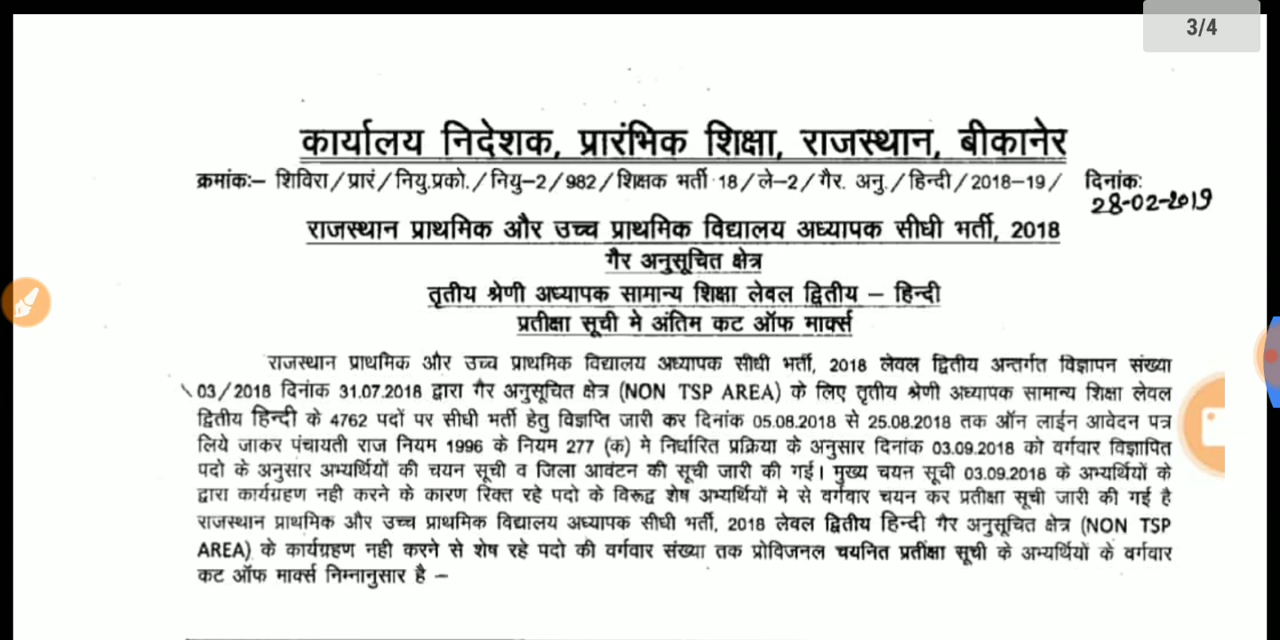 3/4
कार्यालय निदेशक, प्रारंभिक शिक्षा, राजस्थान, बीकानेर
क्रमांकः– शिविरा/प्रारं/नियु.प्रको./नियु–2/982/शिक्षक भर्ती 18/ले–2/गैर. अनु./हिन्दी/2018–19/ दिनांकः
28-02-2019
राजस्थान प्राथमिक और उच्च प्राथमिक विद्यालय अध्यापक सीधी भर्ती, 2018
गैर अनुसूचित क्षेत्र
तृतीय श्रेणी अध्यापक सामान्य शिक्षा लेवल द्वितीय – हिन्दी
प्रतीक्षा सूची मे अंतिम कट ऑफ मार्क्स
राजस्थान प्राथमिक और उच्च प्राथमिक विद्यालय अध्यापक सीधी भर्ती, 2018 लेवल द्वितीय अन्तर्गत विज्ञापन संख्या
03/2018 दिनांक 31.07.2018 द्वारा गैर अनुसूचित क्षेत्र (NON TSP AREA) के लिए तृतीय श्रेणी अध्यापक सामान्य शिक्षा लेवल
द्वितीय हिन्दी के 4762 पदों पर सीधी भर्ती हेतु विज्ञप्ति जारी कर दिनांक 05.08.2018 से 25.08.2018 तक ऑन लाईन आवेदन पत्र
लिये जाकर पंचायती राज नियम 1996 के नियम 277 (क) मे निर्धारित प्रक्रिया के अनुसार दिनांक 03.09.2018 को वर्गवार विज्ञापित
पदो के अनुसार अभ्यर्थियों की चयन सूची व जिला आवंटन की सूची जारी की गई। मुख्य चयन सूची 03.09.2018 के अभ्यर्थियों के
द्वारा कार्यग्रहण नही करने के कारण रिक्त रहे पदो के विरूद्व शेष अभ्यर्थियों मे से वर्गवार चयन कर प्रतीक्षा सूची जारी की गई है
राजस्थान प्राथमिक और उच्च प्राथमिक विद्यालय अध्यापक सीधी भर्ती, 2018 लेवल द्वितीय हिन्दी गैर अनुसूचित क्षेत्र (NON TSP
AREA) के कार्यग्रहण नही करने से शेष रहे पदो की वर्गवार संख्या तक प्रोविजनल चयनित प्रतीक्षा सूची के अभ्यर्थियों के वर्गवार
कट ऑफ मार्क्स निम्नानुसार है –